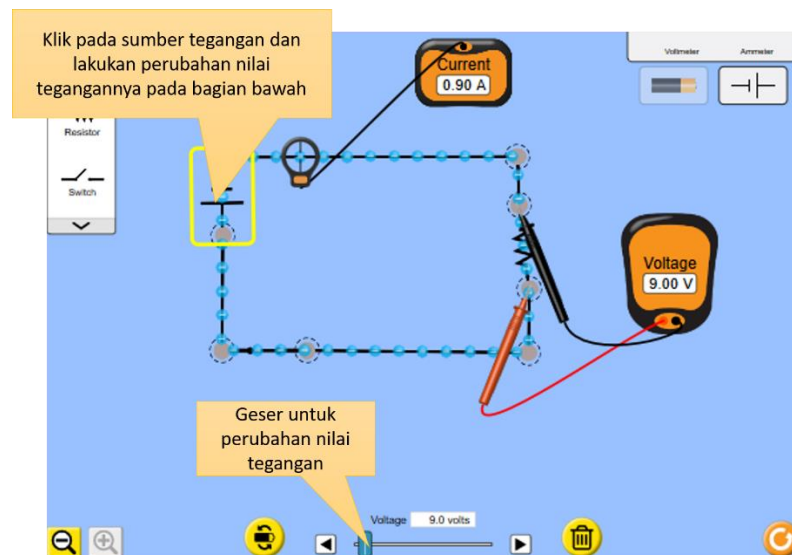 Klik pada sumber tegangan dan
lakukan perubahan nilai
tegangannya pada bagian bawah
Current
0.90 A
Voltmeter
Ammeter
Resistor
Switch
Voltage
9.00 V
Geser untuk
perubahan nilai
tegangan
Voltage 9.0 volts